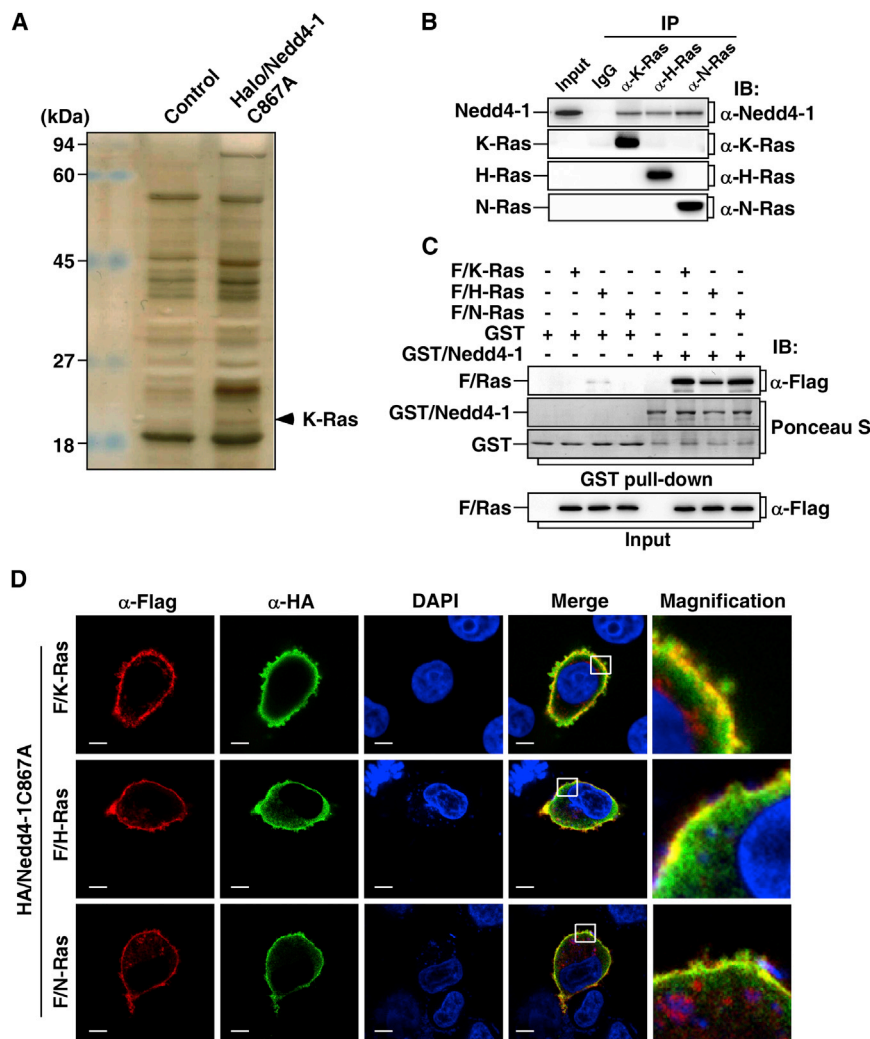 A
Control
Halo/Nedd4-1
C867A
(kDa)
94
60
45
27
18
K-Ras
B
IP
Input
IgG
α-K-Ras
α-H-Ras
α-N-Ras
IB:
Nedd4-1 α-Nedd4-1
K-Ras α-K-Ras
H-Ras α-H-Ras
N-Ras α-N-Ras
C
F/K-Ras - + - - - + - -
F/H-Ras - - + - - - + -
F/N-Ras - - - + - - - +
GST + + + + - - - -
GST/Nedd4-1 - - - - + + + +
IB:
F/Ras α-Flag
GST/Nedd4-1
Ponceau S
GST
GST pull-down
F/Ras α-Flag
Input
D
α-Flag α-HA DAPI Merge Magnification
HA/Nedd4-1C867A
F/K-Ras
F/H-Ras
F/N-Ras